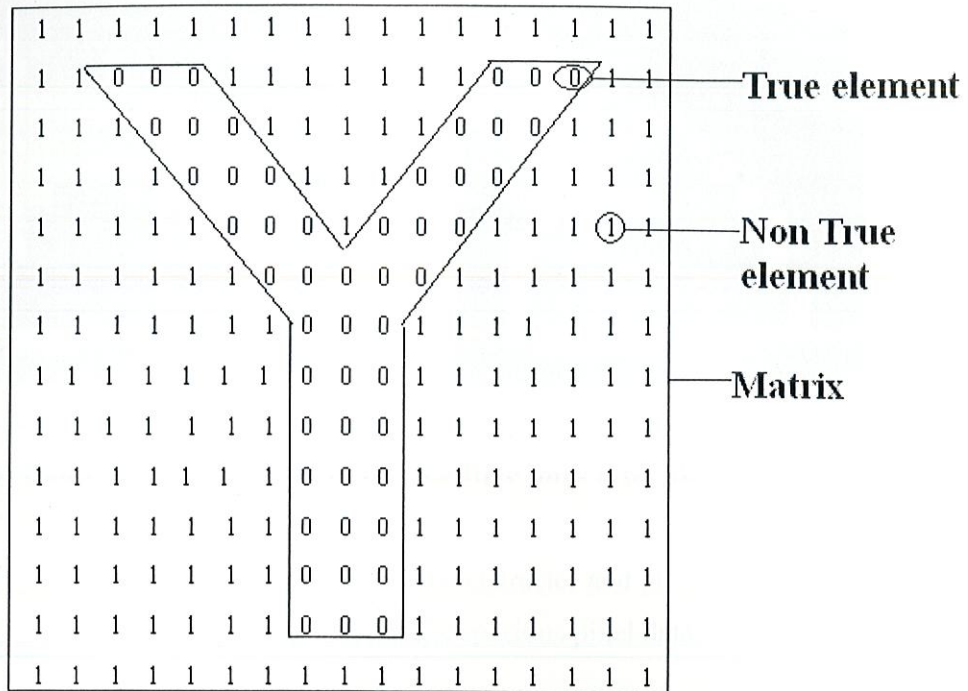 1 1 1 1 1 1 1 1 1 1 1 1 1 1 1 1 1
1 1 0 0 0 1 1 1 1 1 1 1 0 0 0 1 1 True element
1 1 1 0 0 0 1 1 1 1 1 0 0 0 1 1 1
1 1 1 1 0 0 0 1 1 1 0 0 0 1 1 1 1
1 1 1 1 1 0 0 0 1 0 0 0 1 1 1 1 1 Non True
1 1 1 1 1 1 0 0 0 0 0 1 1 1 1 1 1 element
1 1 1 1 1 1 1 0 0 0 1 1 1 1 1 1 1
1 1 1 1 1 1 1 0 0 0 1 1 1 1 1 1 1 Matrix
1 1 1 1 1 1 1 0 0 0 1 1 1 1 1 1 1
1 1 1 1 1 1 1 0 0 0 1 1 1 1 1 1 1
1 1 1 1 1 1 1 0 0 0 1 1 1 1 1 1 1
1 1 1 1 1 1 1 0 0 0 1 1 1 1 1 1 1
1 1 1 1 1 1 1 0 0 0 1 1 1 1 1 1 1
1 1 1 1 1 1 1 1 1 1 1 1 1 1 1 1 1